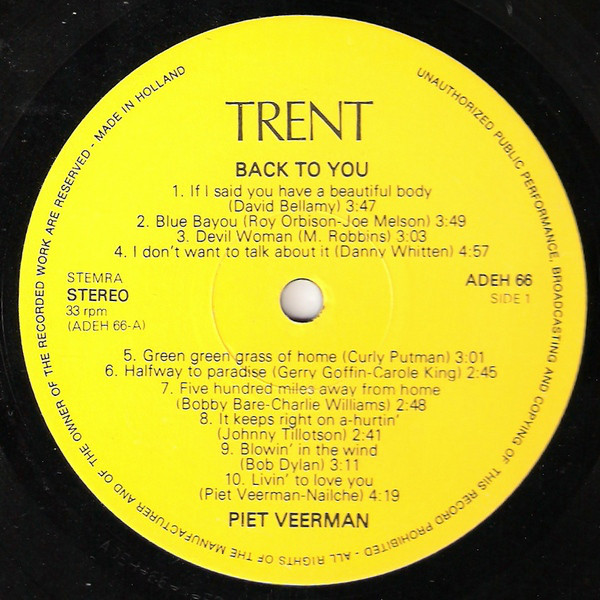 TRENT
BACK TO YOU
1. If I said you have a beautiful body
(David Bellamy) 3:47
2. Blue Bayou (Roy Orbison-Joe Melson) 3:49
3. Devil Woman (M. Robbins) 3:03
4. I don't want to talk about it (Danny Whitten) 4:57
STEMRA
STEREO
33 rpm
(ADEH 66-A)
ADEH 66
SIDE 1
5. Green green grass of home (Curly Putman) 3:01
6. Halfway to paradise (Gerry Goffin-Carole King) 2:45
7. Five hundred miles away from home
(Bobby Bare-Charlie Williams) 2:48
8. It keeps right on a-hurtin'
(Johnny Tillotson) 2:41
9. Blowin' in the wind
(Bob Dylan) 3:11
10. Livin' to love you
(Piet Veerman-Nailche) 4:19
PIET VEERMAN
UNAUTHORIZED PUBLIC PERFORMANCE, BROADCASTING AND COPYING OF THIS RECORD PROHIBITED - ALL RIGHTS OF THE MANUFACTURER AND OF THE OWNER OF THE RECORDED WORK ARE RESERVED - MADE IN HOLLAND